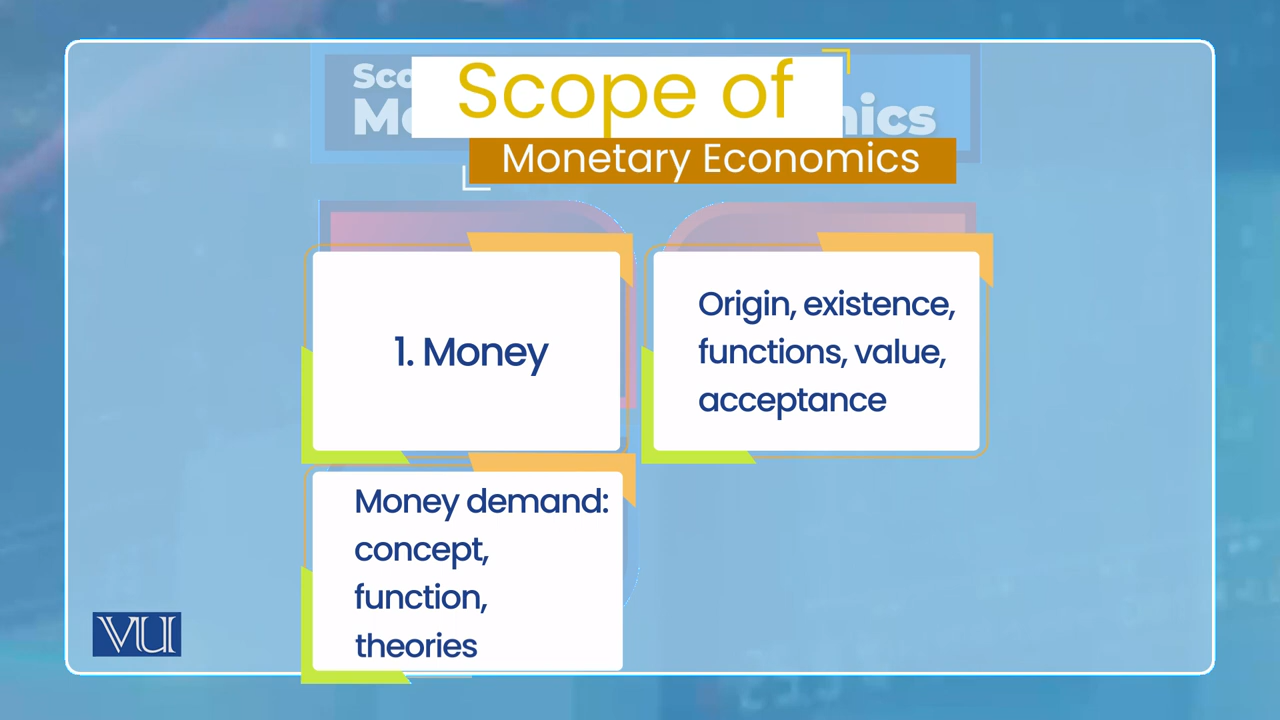 Scope of
Monetary Economics
1. Money
Origin, existence,
functions, value,
acceptance
Money demand:
concept,
function,
theories
VU